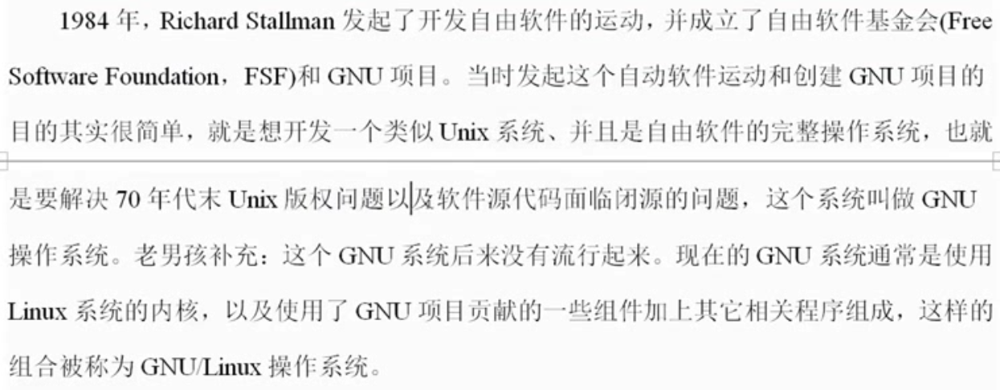 1984 年，Richard Stallman 发起了开发自由软件的运动，并成立了自由软件基金会(Free
Software Foundation，FSF)和 GNU 项目。当时发起这个自动软件运动和创建 GNU 项目的
目的其实很简单，就是想开发一个类似 Unix 系统、并且是自由软件的完整操作系统，也就
是要解决 70 年代末 Unix 版权问题以及软件源代码面临闭源的问题，这个系统叫做 GNU
操作系统。老男孩补充：这个 GNU 系统后来没有流行起来。现在的 GNU 系统通常是使用
Linux 系统的内核，以及使用了 GNU 项目贡献的一些组件加上其它相关程序组成，这样的
组合被称为 GNU/Linux 操作系统。